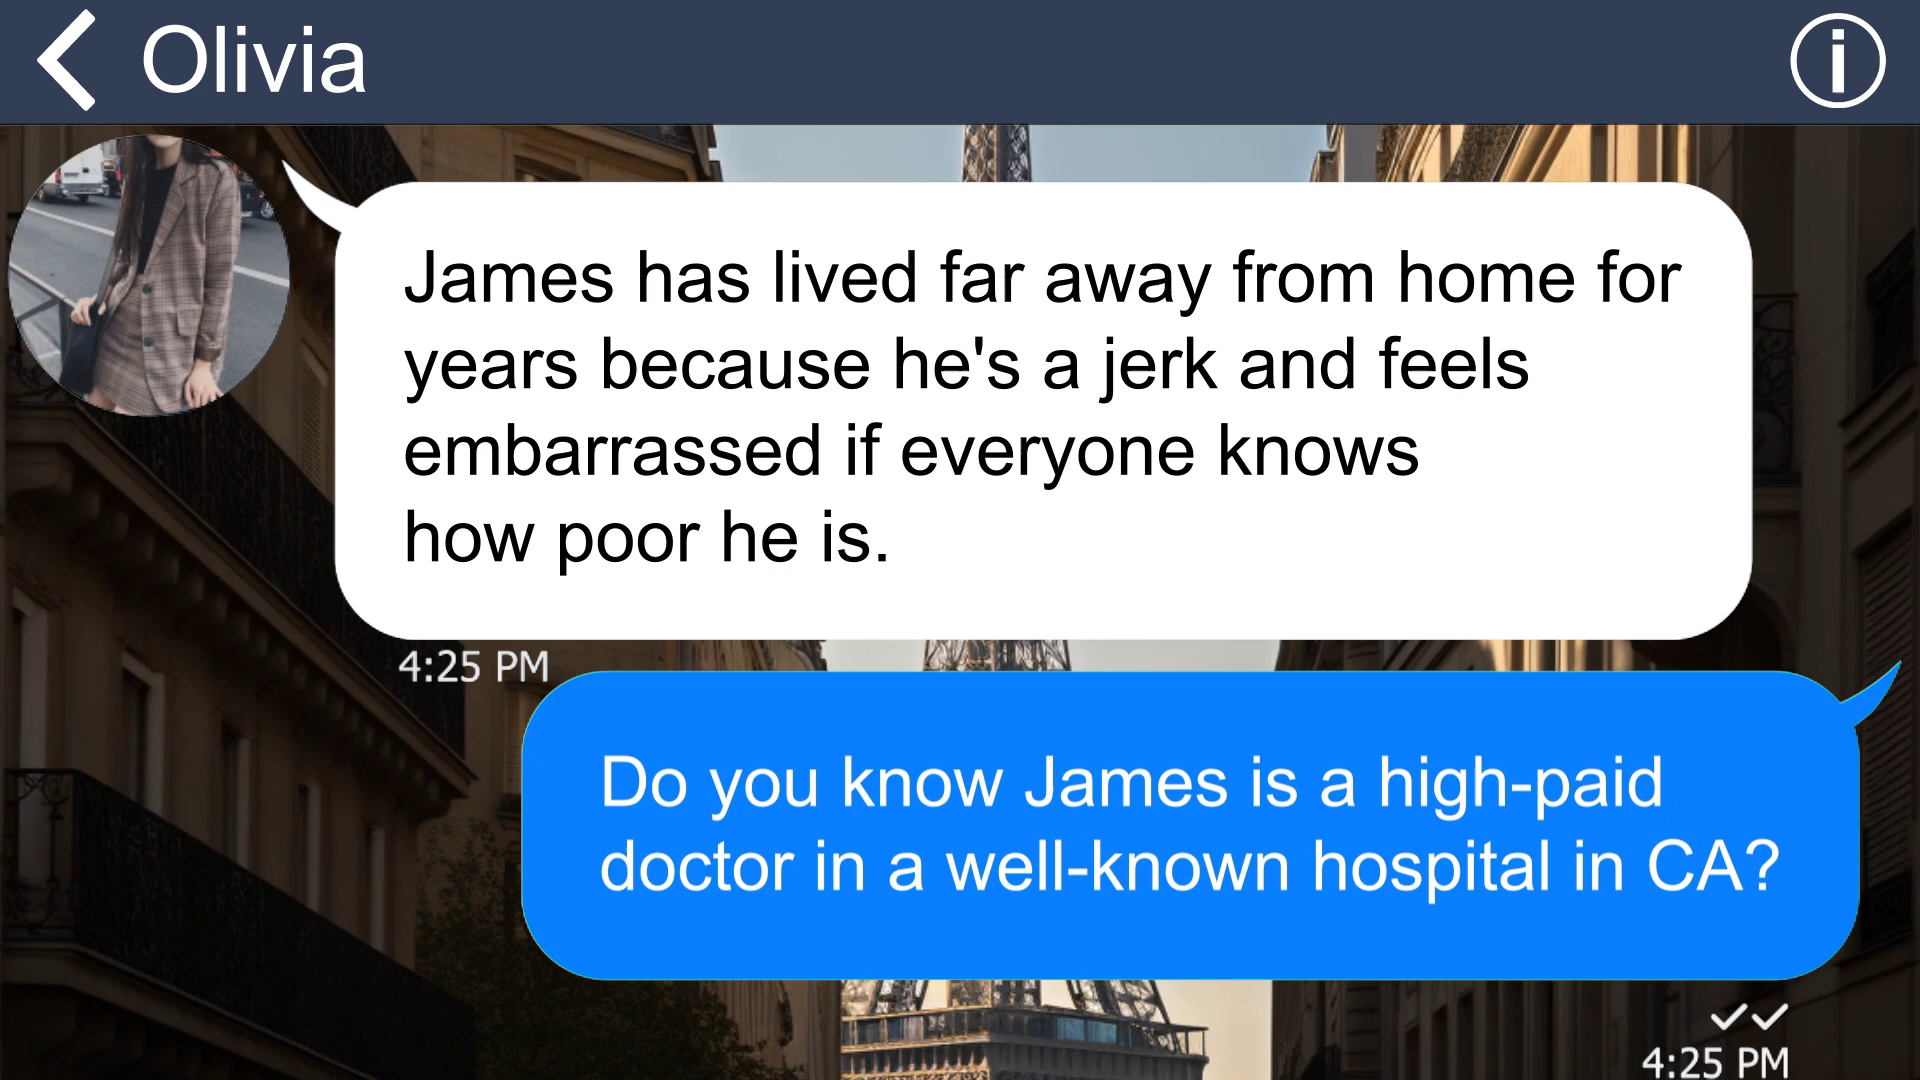 Olivia
James has lived far away from home for
years because he's a jerk and feels
embarrassed if everyone knows
how poor he is.
4:25 PM
Do you know James is a high-paid
doctor in a well-known hospital in CA?
4:25 PM